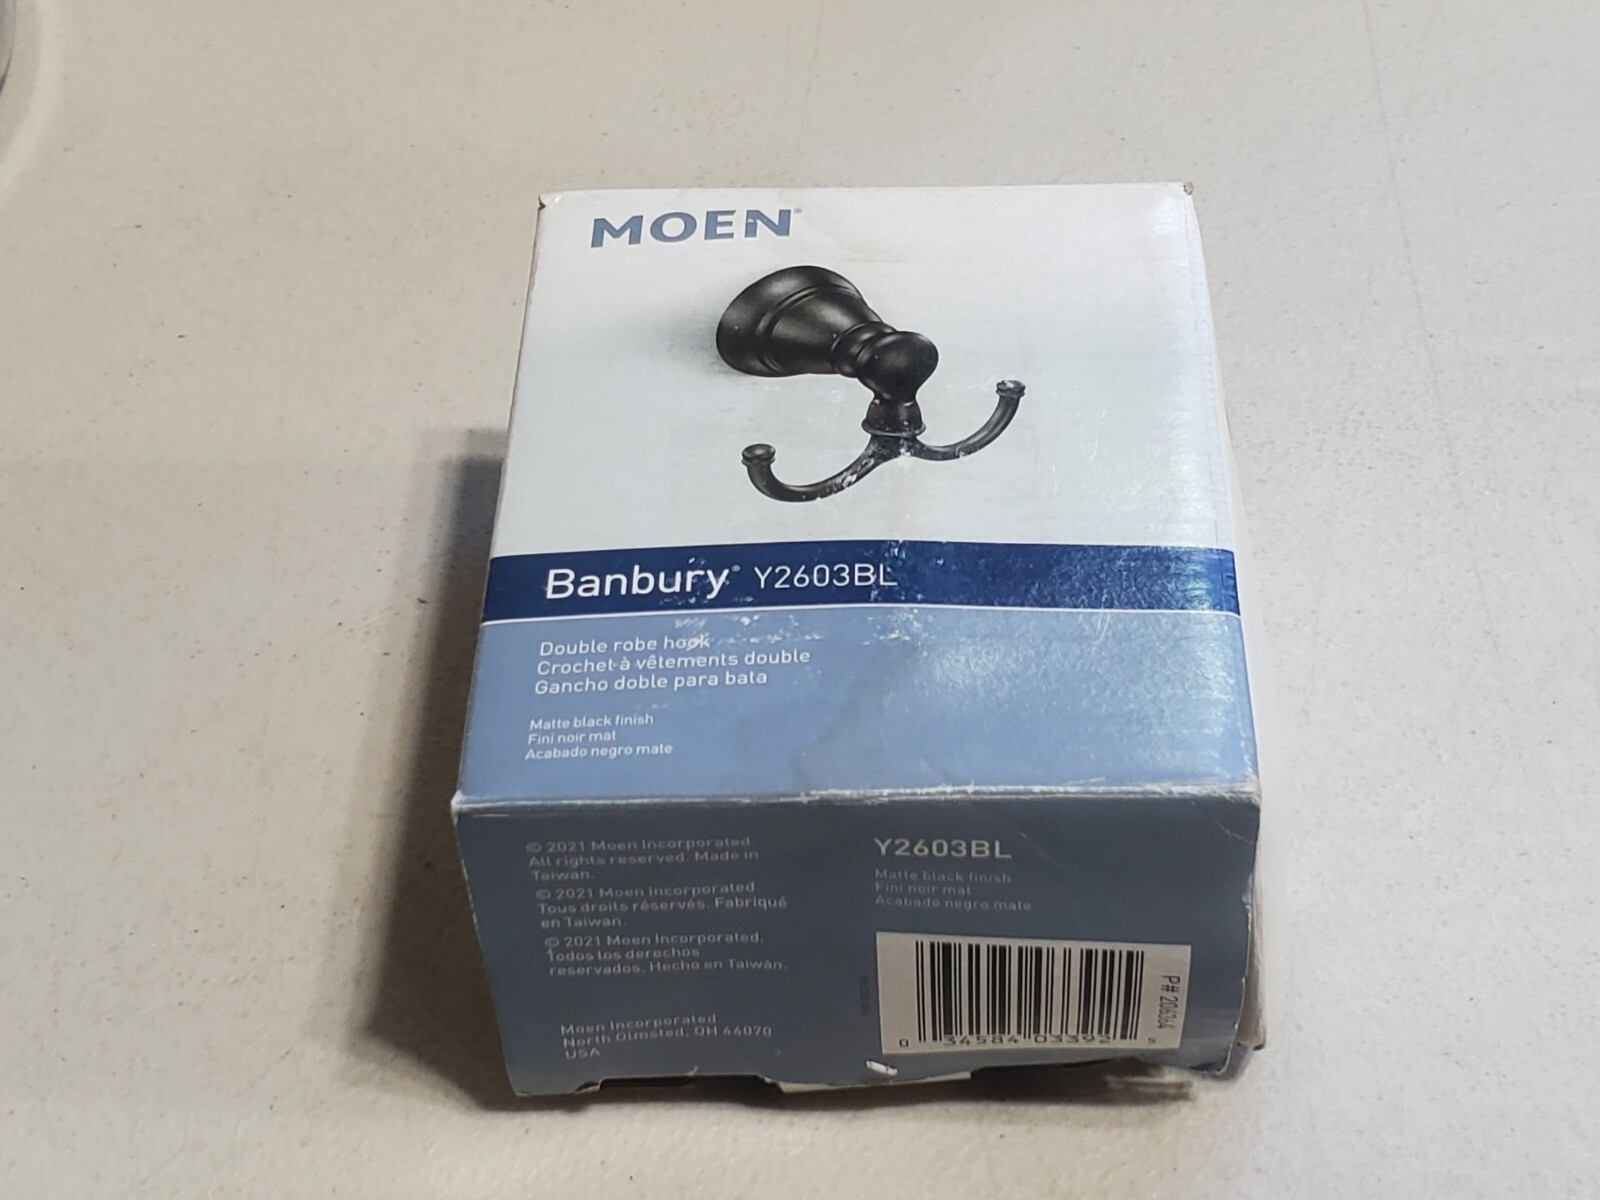 MOEN®
Banbury® Y2603BL
Double robe hook
Crochet à vêtements double
Gancho doble para bata
Matte black finish
Fini noir mat
Acabado negro mate
© 2021 Moen Incorporated.
All rights reserved. Made in
Taiwan.
© 2021 Moen Incorporated.
Tous droits réservés. Fabriqué
en Taiwan.
© 2021 Moen Incorporated.
Todos los derechos
reservados. Hecho en Taiwán.
Moen Incorporated
North Olmsted, OH 44070
USA
Y2603BL
Matte black finish
Fini noir mat
Acabado negro mate
0 34584 03392 5
P# 206364